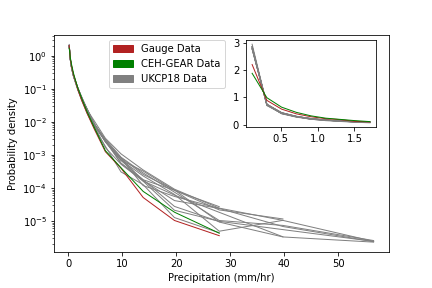 Gauge Data
CEH-GEAR Data
UKCP18 Data
3
2
1
0
0.5 1.0 1.5
10⁰
10⁻¹
10⁻²
10⁻³
10⁻⁴
10⁻⁵
Probability density
0 10 20 30 40 50
Precipitation (mm/hr)